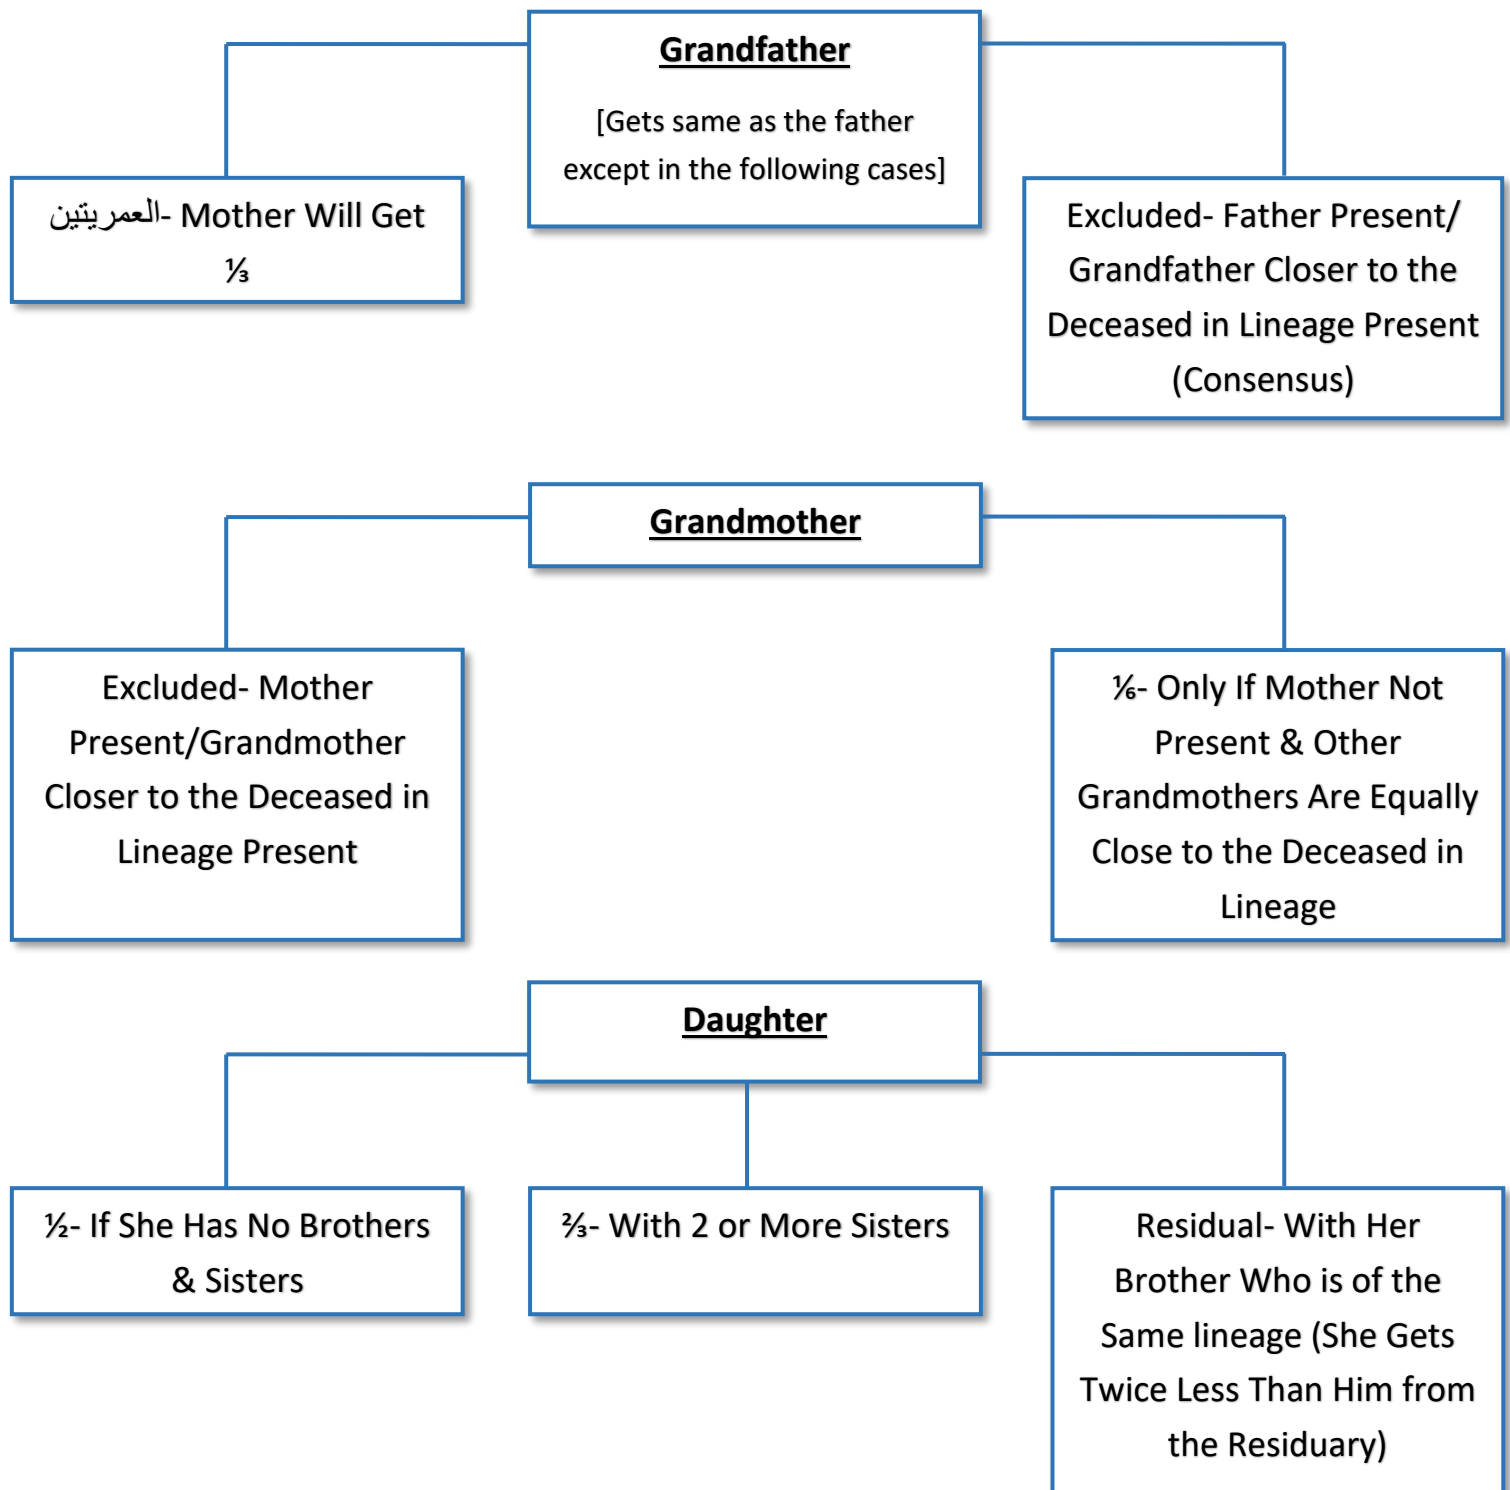 Grandfather
[Gets same as the father
except in the following cases]
العمريتين- Mother Will Get
⅓
Excluded- Father Present/
Grandfather Closer to the
Deceased in Lineage Present
(Consensus)
Grandmother
Excluded- Mother
Present/Grandmother
Closer to the Deceased in
Lineage Present
⅙- Only If Mother Not
Present & Other
Grandmothers Are Equally
Close to the Deceased in
Lineage
Daughter
½- If She Has No Brothers
& Sisters
⅔- With 2 or More Sisters
Residual- With Her
Brother Who is of the
Same lineage (She Gets
Twice Less Than Him from
the Residuary)